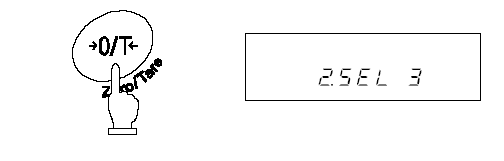 →0/T←
Zero/Tare
2.SEL 3